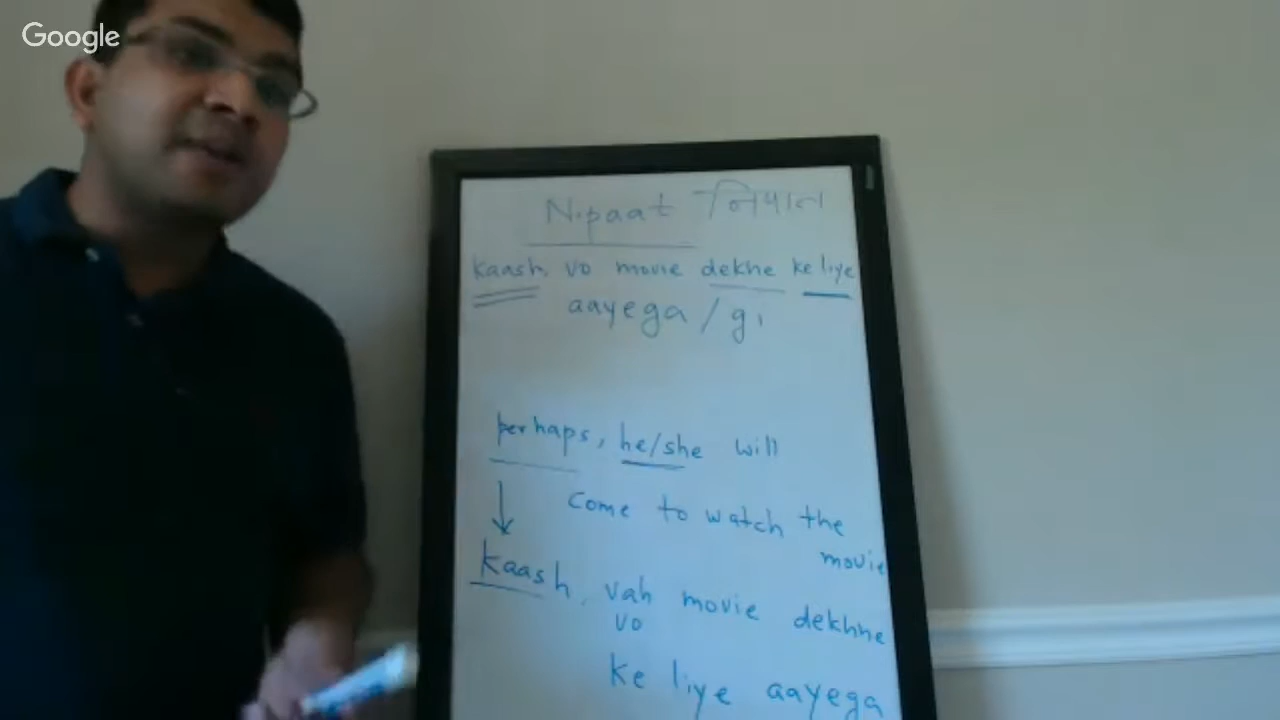 Google
Nipaat निपात
kaash, vo movie dekhe ke liye
aayega / gi
perhaps, he/she will
come to watch the
movie
kaash, vah movie dekhne
vo
ke liye aayega